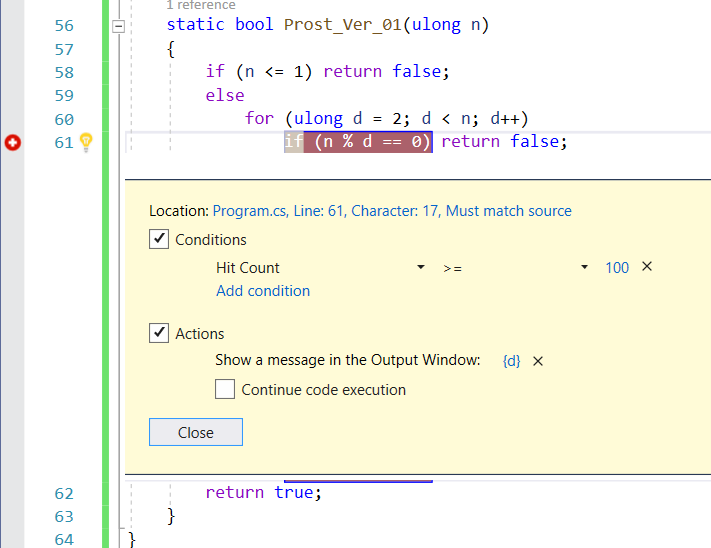 1 reference
56 static bool Prost_Ver_01(ulong n)
57 {
58 if (n <= 1) return false;
59 else
60 for (ulong d = 2; d < n; d++)
61 if (n % d == 0) return false;
Location: Program.cs, Line: 61, Character: 17, Must match source
Conditions
Hit Count >= 100
Add condition
Actions
Show a message in the Output Window: {d}
Continue code execution
Close
62 return true;
63 }
64 }